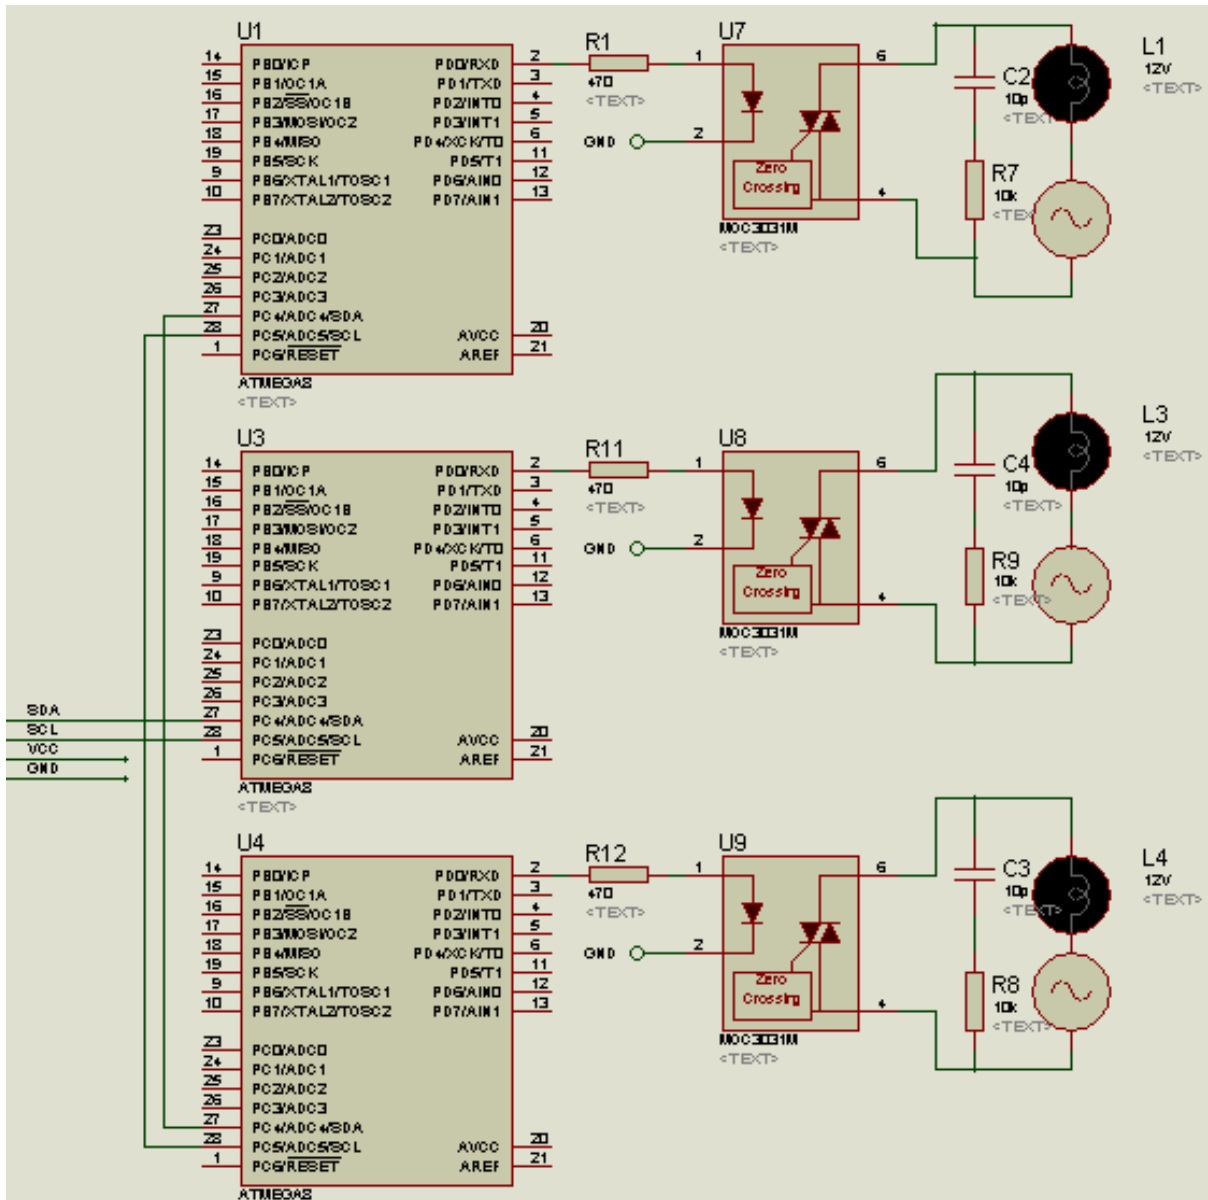 U1
14 PB0/ICP PD0/RXD 2
15 PB1/OC1A PD1/TXD 3
16 PB2/SS/OC1B PD2/INT0 4
17 PB3/MOSI/OC2 PD3/INT1 5
18 PB4/MISO PD4/XCK/T0 6
19 PB5/SCK PD5/T1 11
9 PB6/XTAL1/TOSC1 PD6/AIN0 12
10 PB7/XTAL2/TOSC2 PD7/AIN1 13
23 PC0/ADC0
24 PC1/ADC1
25 PC2/ADC2
26 PC3/ADC3
27 PC4/ADC4/SDA
28 PC5/ADC5/SCL AVCC 20
1 PC6/RESET AREF 21
ATMEGA8
<TEXT>
R1
470
<TEXT>
GND
U7
1
2
6
4
Zero
Crossing
MOC3031M
<TEXT>
C2
10p
<TEXT>
R7
10k
<TEXT>
L1
12V
<TEXT>
U3
14 PB0/ICP PD0/RXD 2
15 PB1/OC1A PD1/TXD 3
16 PB2/SS/OC1B PD2/INT0 4
17 PB3/MOSI/OC2 PD3/INT1 5
18 PB4/MISO PD4/XCK/T0 6
19 PB5/SCK PD5/T1 11
9 PB6/XTAL1/TOSC1 PD6/AIN0 12
10 PB7/XTAL2/TOSC2 PD7/AIN1 13
23 PC0/ADC0
24 PC1/ADC1
25 PC2/ADC2
26 PC3/ADC3
27 PC4/ADC4/SDA
28 PC5/ADC5/SCL AVCC 20
1 PC6/RESET AREF 21
ATMEGA8
<TEXT>
SDA
SCL
VCC
GND
R11
470
<TEXT>
GND
U8
1
2
6
4
Zero
Crossing
MOC3031M
<TEXT>
C4
10p
R9
10k
<TEXT>
L3
12V
<TEXT>
U4
14 PB0/ICP PD0/RXD 2
15 PB1/OC1A PD1/TXD 3
16 PB2/SS/OC1B PD2/INT0 4
17 PB3/MOSI/OC2 PD3/INT1 5
18 PB4/MISO PD4/XCK/T0 6
19 PB5/SCK PD5/T1 11
9 PB6/XTAL1/TOSC1 PD6/AIN0 12
10 PB7/XTAL2/TOSC2 PD7/AIN1 13
23 PC0/ADC0
24 PC1/ADC1
25 PC2/ADC2
26 PC3/ADC3
27 PC4/ADC4/SDA
28 PC5/ADC5/SCL AVCC 20
1 PC6/RESET AREF 21
ATMEGA8
R12
470
<TEXT>
GND
U9
1
2
6
4
Zero
Crossing
MOC3031M
<TEXT>
C3
10p
<TEXT>
R8
10k
<TEXT>
L4
12V
<TEXT>